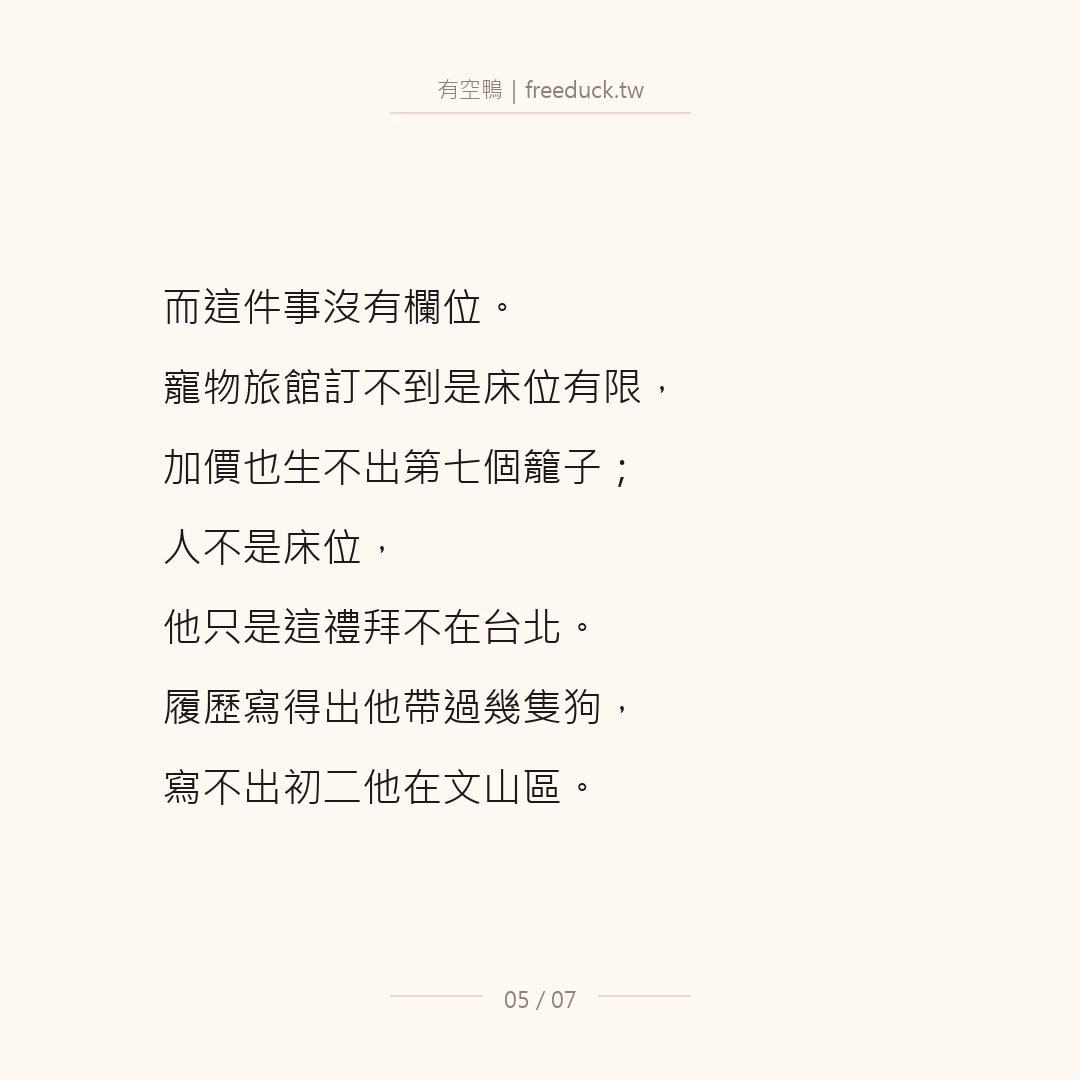 有空鴨 | freeduck.tw
而這件事沒有欄位。
寵物旅館訂不到是床位有限，
加價也生不出第七個籠子；
人不是床位，
他只是這禮拜不在台北。
履歷寫得出他帶過幾隻狗，
寫不出初二他在文山區。
05 / 07